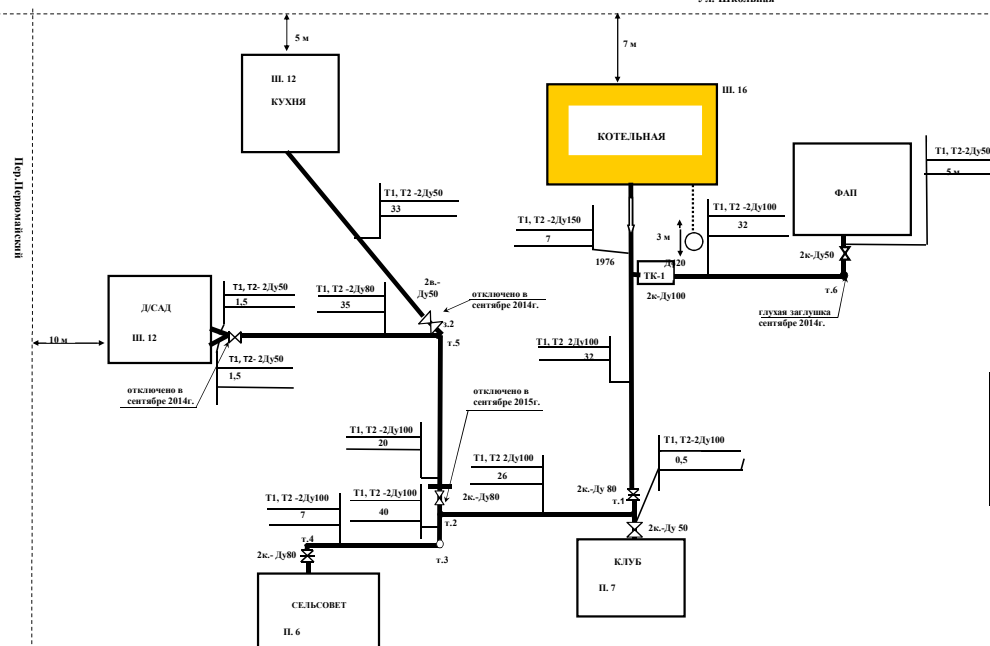 5 м
7 м
Ш. 12
КУХНЯ
Ш. 16
КОТЕЛЬНАЯ
Пер.Первомайский
Т1, Т2-2Ду50
5 м
ФАП
Т1, Т2 -2Ду50
33
Т1, Т2 -2Ду100
32
Т1, Т2 -2Ду150
7
3 м
1976
ТК-1
2к-Ду100
2к-Ду50
т.6
глухая заглушка
сентябре 2014г.
Д/САД
Ш. 12
Т1, Т2- 2Ду50
1,5
Т1, Т2 -2Ду80
35
2в.-
Ду50
отключено в
сентябре 2014г.
т.5
10 м
Т1, Т2- 2Ду50
1,5
отключено в
сентябре 2014г.
Т1, Т2 2Ду100
32
отключено в
сентябре 2015г.
Т1, Т2 -2Ду100
20
Т1, Т2-2Ду100
0,5
Т1, Т2 2Ду100
26
Т1, Т2 -2Ду100
40
2к.-Ду80
2к.-Ду 80
т.1
Т1, Т2 -2Ду100
7
т.2
2к.-Ду 50
т.4
т.3
2к.- Ду80
КЛУБ
П. 7
СЕЛЬСОВЕТ
П. 6